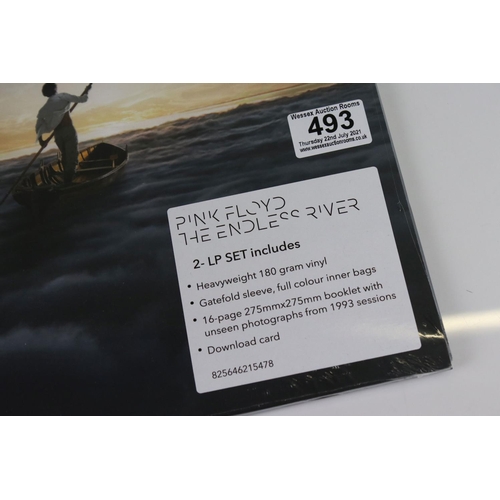 Wessex Auction Rooms
493
Thursday 22nd July 2021
www.wessexauctionrooms.co.uk
PINK FLOYD
THE ENDLESS RIVER
2- LP SET includes
• Heavyweight 180 gram vinyl
• Gatefold sleeve, full colour inner bags
• 16-page 275mmx275mm booklet with
unseen photographs from 1993 sessions
• Download card
825646215478